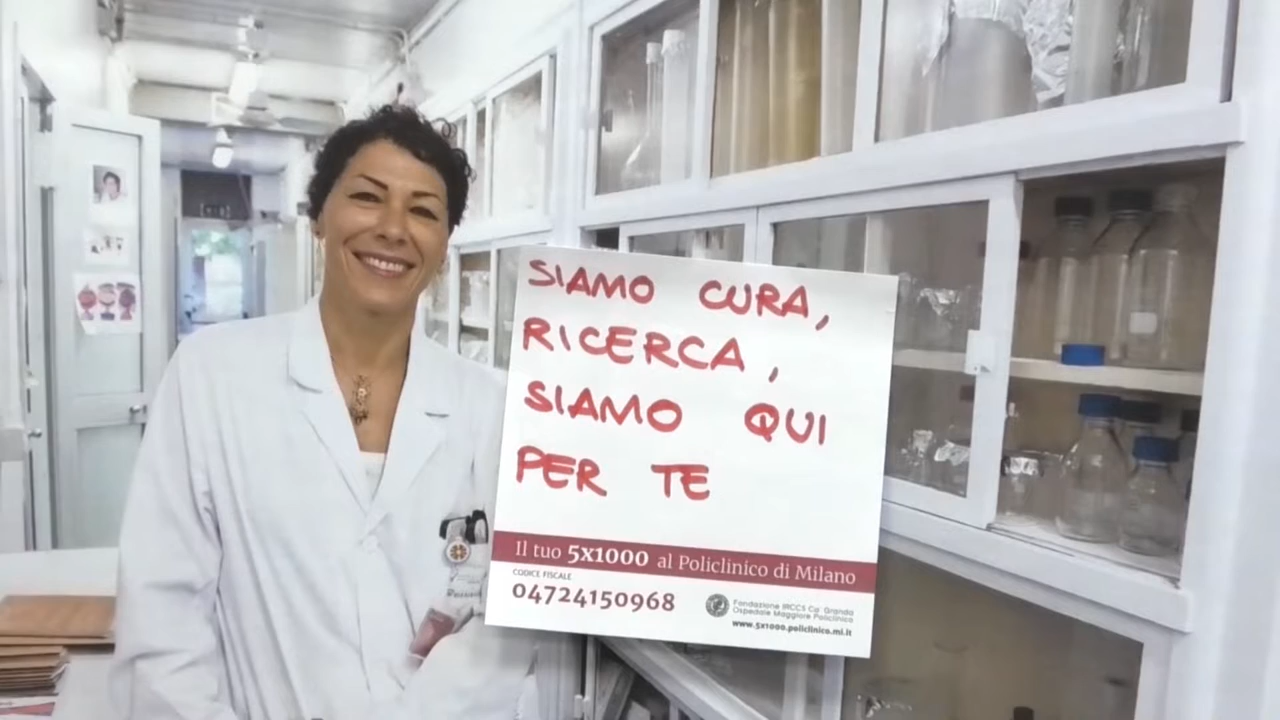 SIAMO CURA,
RICERCA,
SIAMO QUI
PER TE
Il tuo 5x1000 al Policlinico di Milano
CODICE FISCALE
04724150968
Fondazione IRCCS Ca' Granda
Ospedale Maggiore Policlinico
www.5x1000.policlinico.mi.it